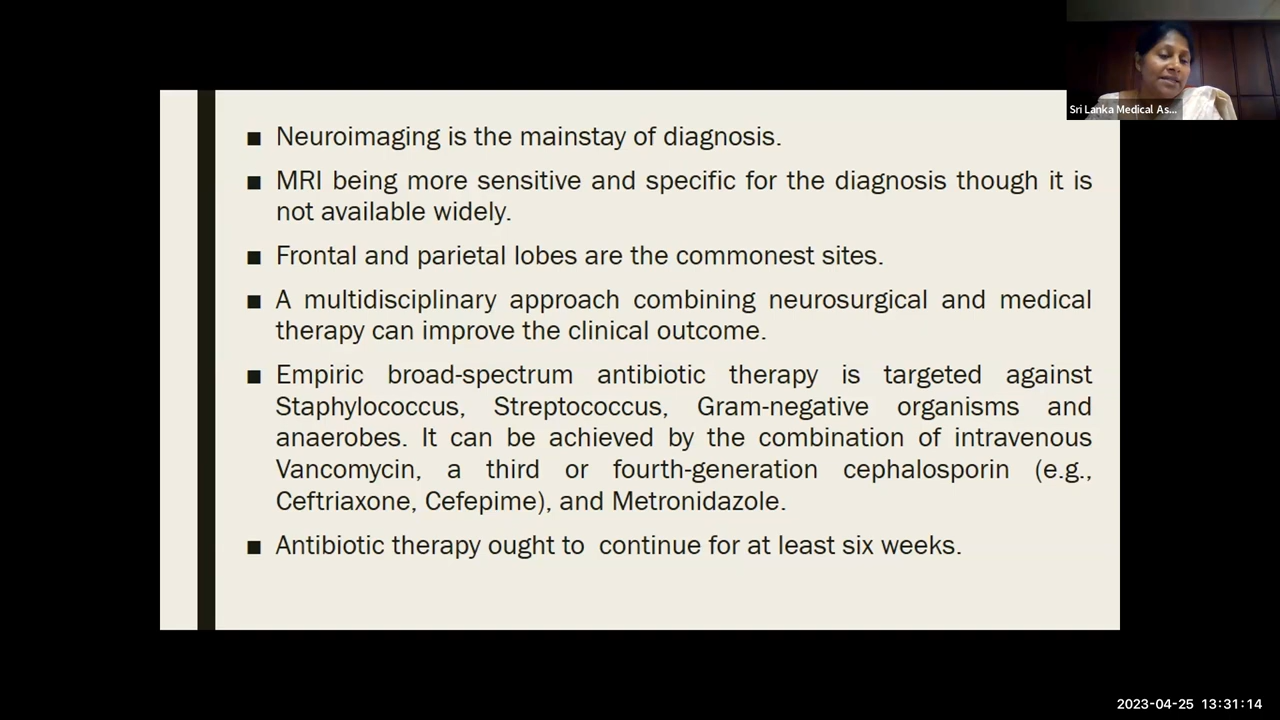 Sri Lanka Medical As...
■ Neuroimaging is the mainstay of diagnosis.
■ MRI being more sensitive and specific for the diagnosis though it is
not available widely.
■ Frontal and parietal lobes are the commonest sites.
■ A multidisciplinary approach combining neurosurgical and medical
therapy can improve the clinical outcome.
■ Empiric broad-spectrum antibiotic therapy is targeted against
Staphylococcus, Streptococcus, Gram-negative organisms and
anaerobes. It can be achieved by the combination of intravenous
Vancomycin, a third or fourth-generation cephalosporin (e.g.,
Ceftriaxone, Cefepime), and Metronidazole.
■ Antibiotic therapy ought to  continue for at least six weeks.
2023-04-25 13:31:14